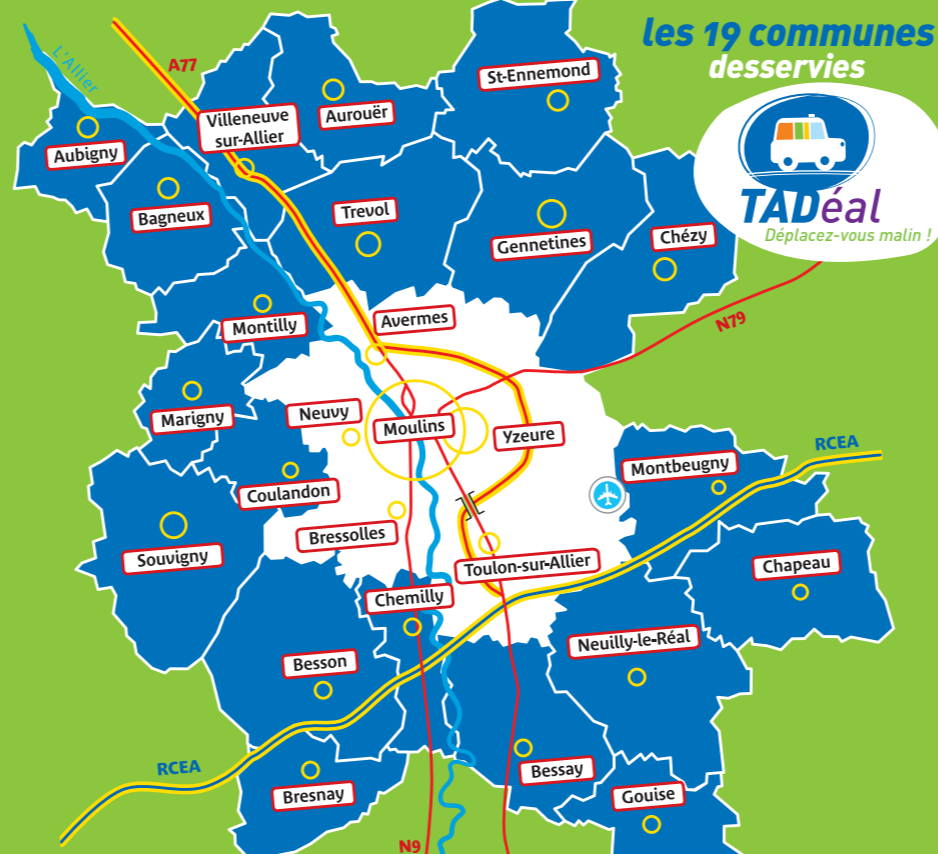 les 19 communes
desservies
TADéal
Déplacez-vous malin !
L'Allier
A77
St-Ennemond
Aurouër
Villeneuve
sur-Allier
Aubigny
Bagneux
Trevol
Gennetines
Chézy
Montilly
Avermes
N79
Marigny
Neuvy
Moulins
Yzeure
RCEA
Montbeugny
Coulandon
Bressolles
Souvigny
Toulon-sur-Allier
Chapeau
Chemilly
Neuilly-le-Réal
Besson
RCEA
Bessay
Bresnay
Gouise
N9